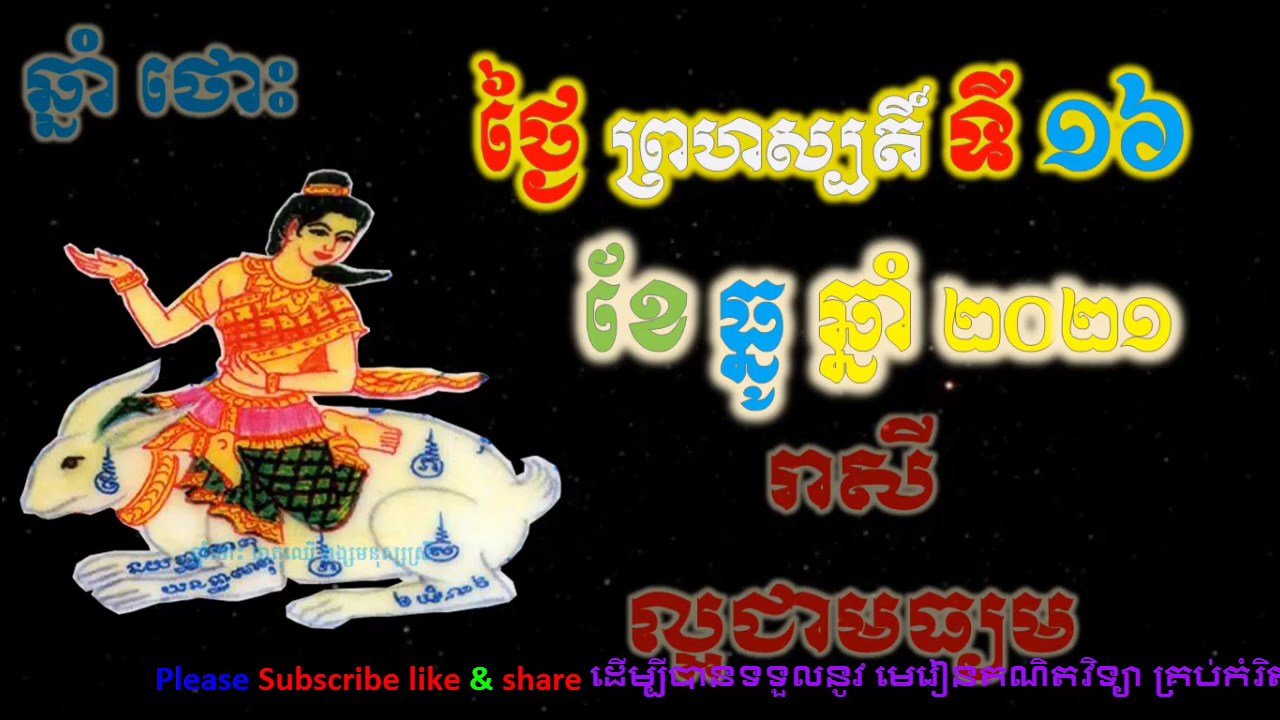 ឆ្នាំ ថោះ
ថ្ងៃ ព្រហស្បតិ៍ ទី ១៦
ខែ ធ្នូ ឆ្នាំ ២០២១
រាសី
ល្អជាមធ្យម
Please Subscribe like & share ដើម្បីបានទទួលនូវ មេរៀនគណិតវិទ្យា គ្រប់កំរិត